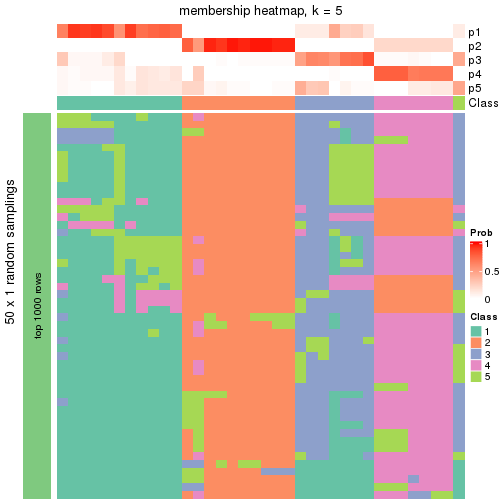 membership heatmap, k = 5
p1
p2
p3
p4
p5
Class
50 x 1 random samplings
top 1000 rows
Prob
1
0.5
0
Class
1
2
3
4
5